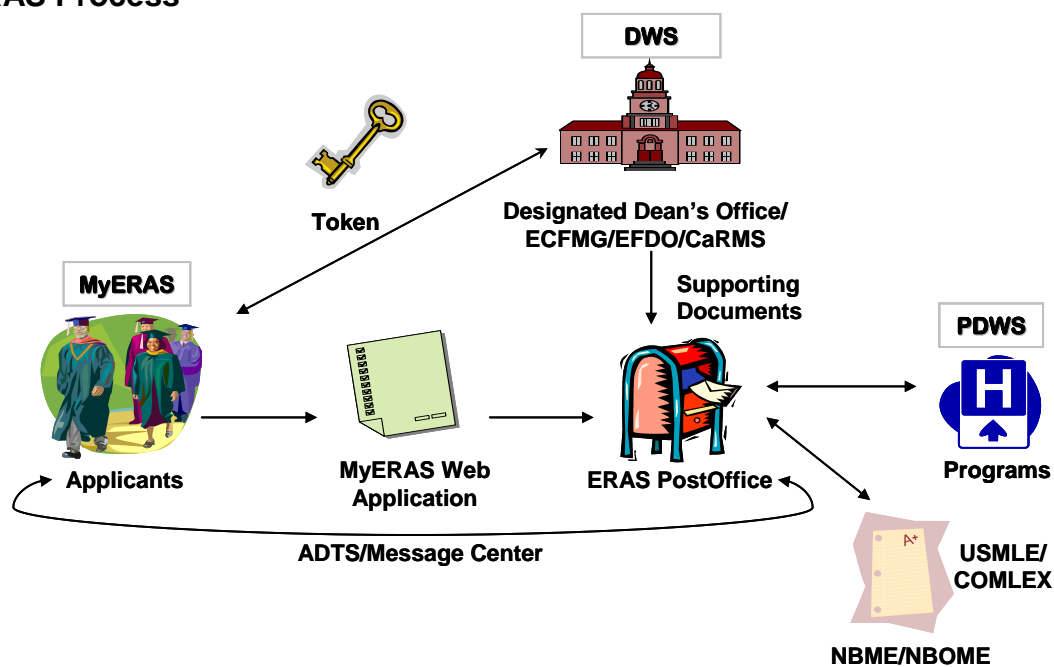 DWS
Token
Designated Dean's Office/
ECFMG/EFDO/CaRMS
MyERAS
Supporting
Documents
PDWS
H
Applicants
MyERAS Web
Application
ERAS PostOffice
Programs
ADTS/Message Center
A+
USMLE/
COMLEX
NBME/NBOME